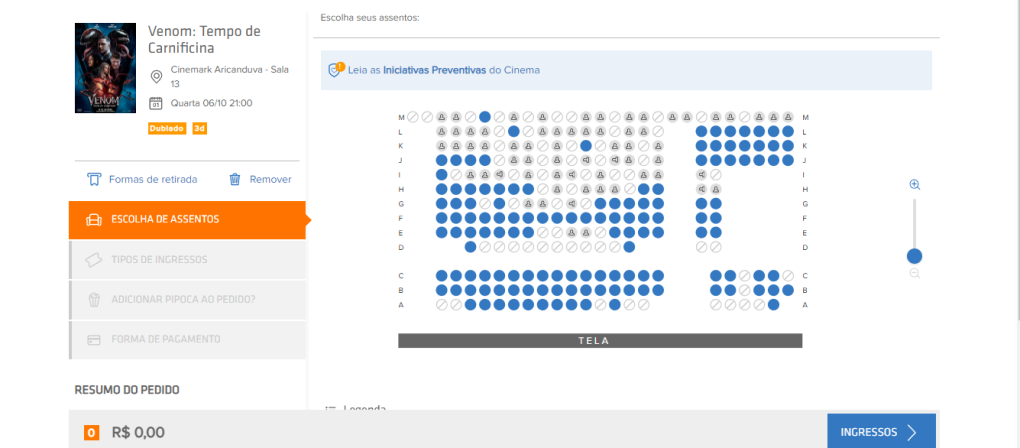 Escolha seus assentos:
Venom: Tempo de
Carnificina
Cinemark Aricanduva - Sala
13
Quarta 06/10 21:00
Dublado 3d
VENOM
Leia as Iniciativas Preventivas do Cinema
Formas de retirada
Remover
ESCOLHA DE ASSENTOS
TIPOS DE INGRESSOS
ADICIONAR PIPOCA AO PEDIDO?
FORMA DE PAGAMENTO
RESUMO DO PEDIDO
M M
L L
K K
J J
I I
H H
G G
F F
E E
D D
C C
B B
A A
TELA
Legenda
0 R$ 0,00
INGRESSOS